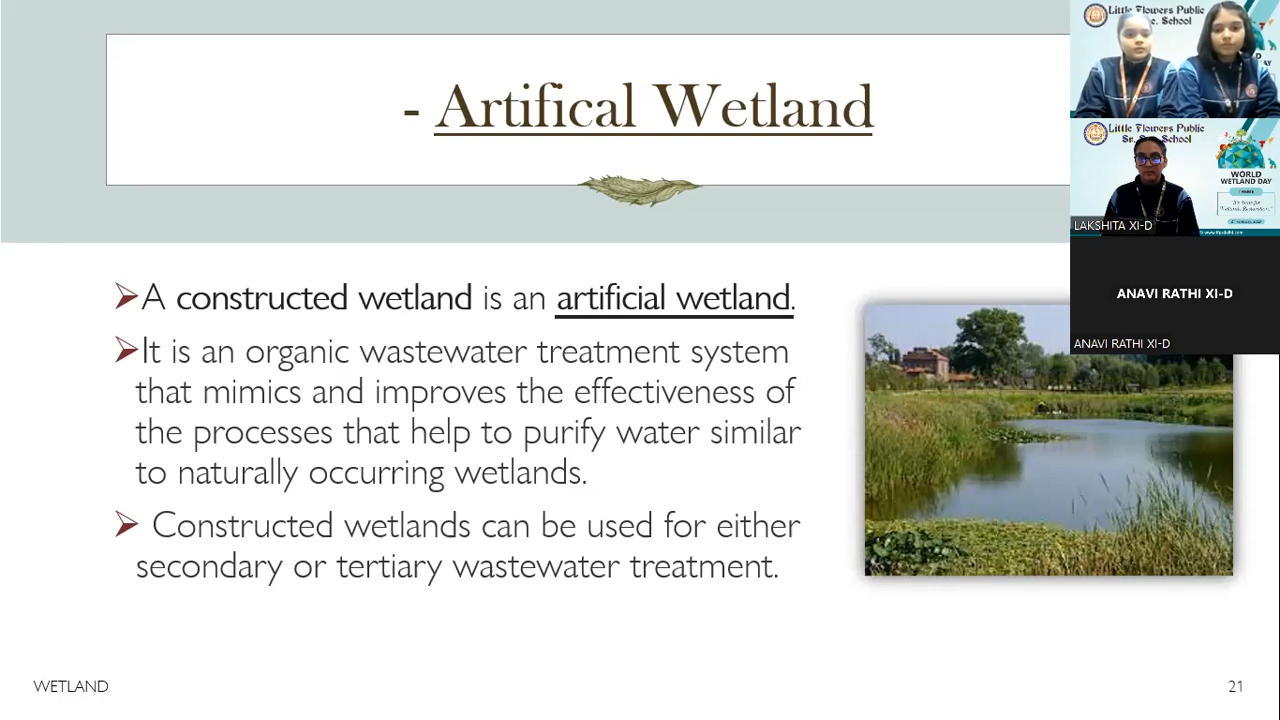 - Artifical Wetland
➢A constructed wetland is an artificial wetland.
➢It is an organic wastewater treatment system
that mimics and improves the effectiveness of
the processes that help to purify water similar
to naturally occurring wetlands.
➢ Constructed wetlands can be used for either
secondary or tertiary wastewater treatment.
WETLAND
21
Little Flowers Public
Sr. Sec. School
Little Flowers Public
WORLD
WETLAND DAY
LAKSHITA XI-D
ANAVI RATHI XI-D
ANAVI RATHI XI-D